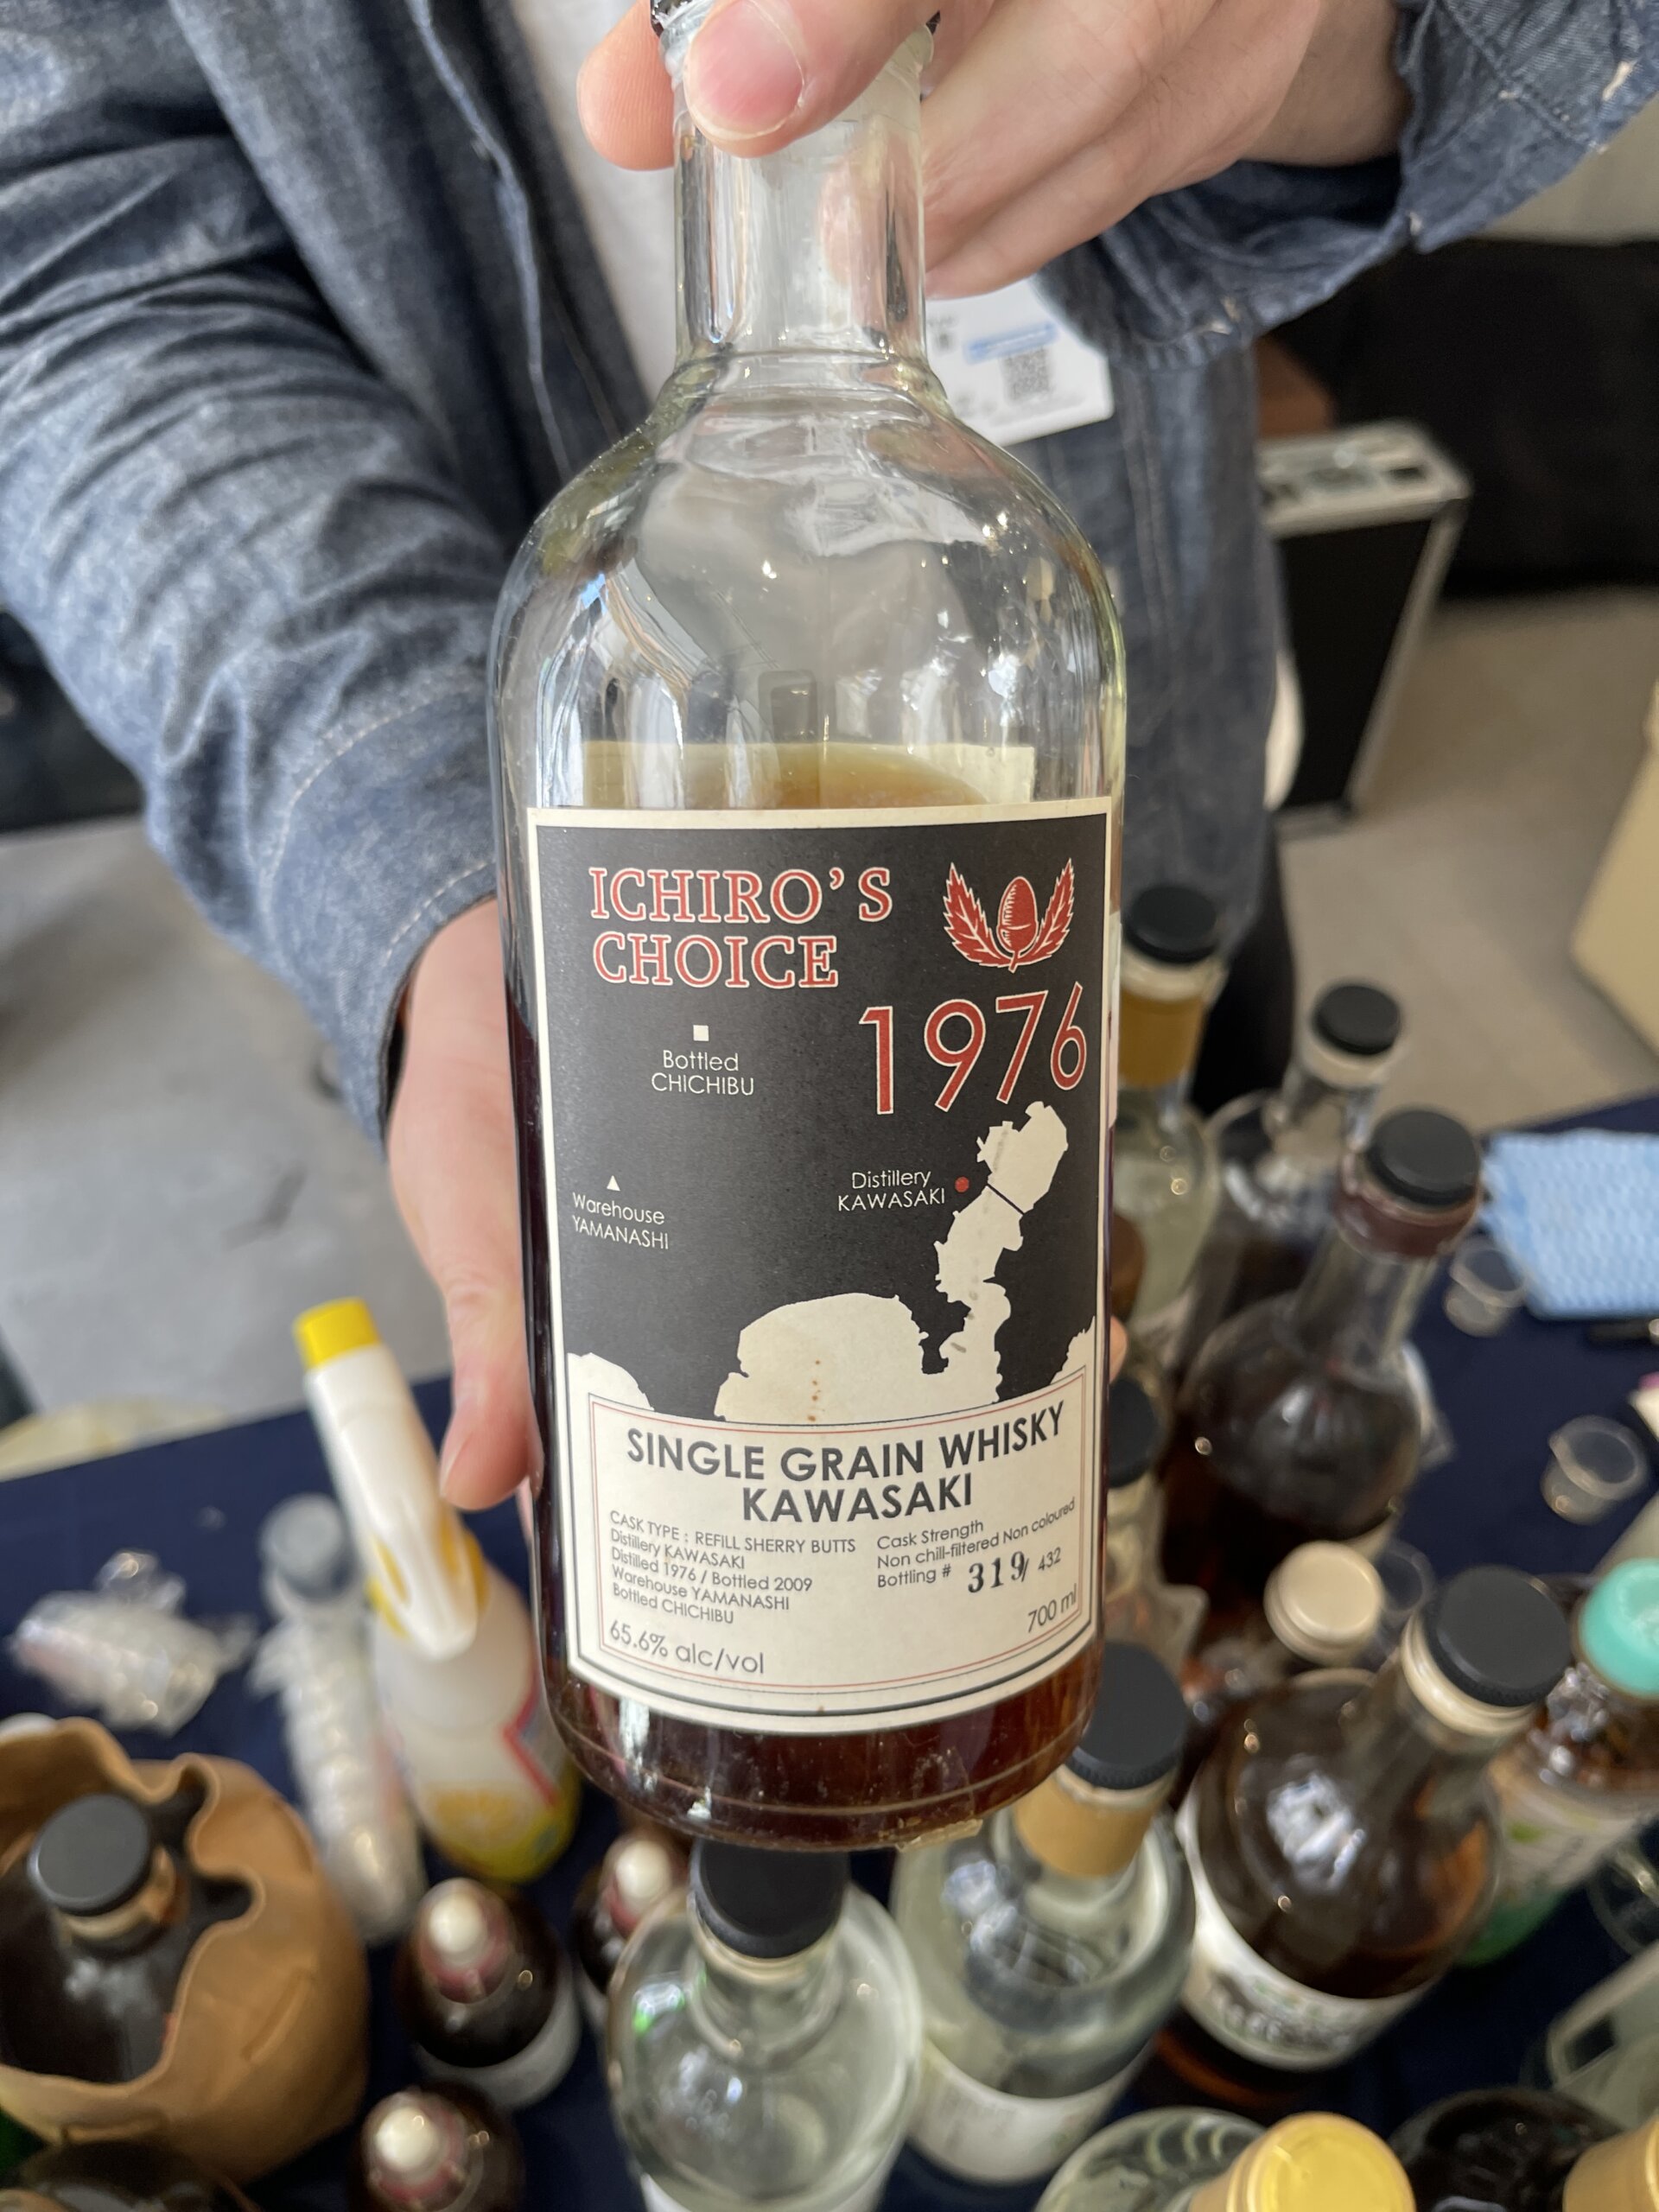 ICHIRO'S
CHOICE
1976
Bottled
CHICHIBU
Distillery
KAWASAKI
Warehouse
YAMANASHI
SINGLE GRAIN WHISKY
KAWASAKI
CASK TYPE : REFILL SHERRY BUTTS
Distillery KAWASAKI
Distilled 1976 / Bottled 2009
Warehouse YAMANASHI
Bottled CHICHIBU
65.6% alc/vol
Cask Strength
Non chill-filtered Non coloured
Bottling # 319/ 432
700 ml